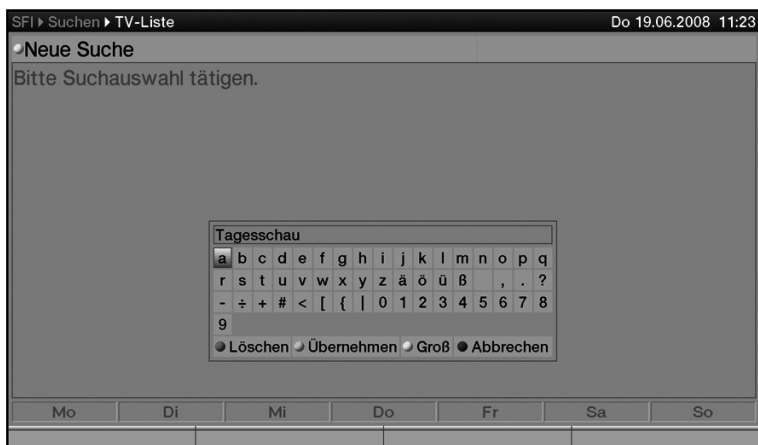 SFI ▸ Suchen ▸ TV-Liste Do 19.06.2008 11:23
Neue Suche
Bitte Suchauswahl tätigen.
Tagesschau
a b c d e f g h i j k l m n o p q
r s t u v w x y z ä ö ü ß , . ?
- ÷ + # < [ { | 0 1 2 3 4 5 6 7 8
9
Löschen Übernehmen Groß Abbrechen
Mo Di Mi Do Fr Sa So